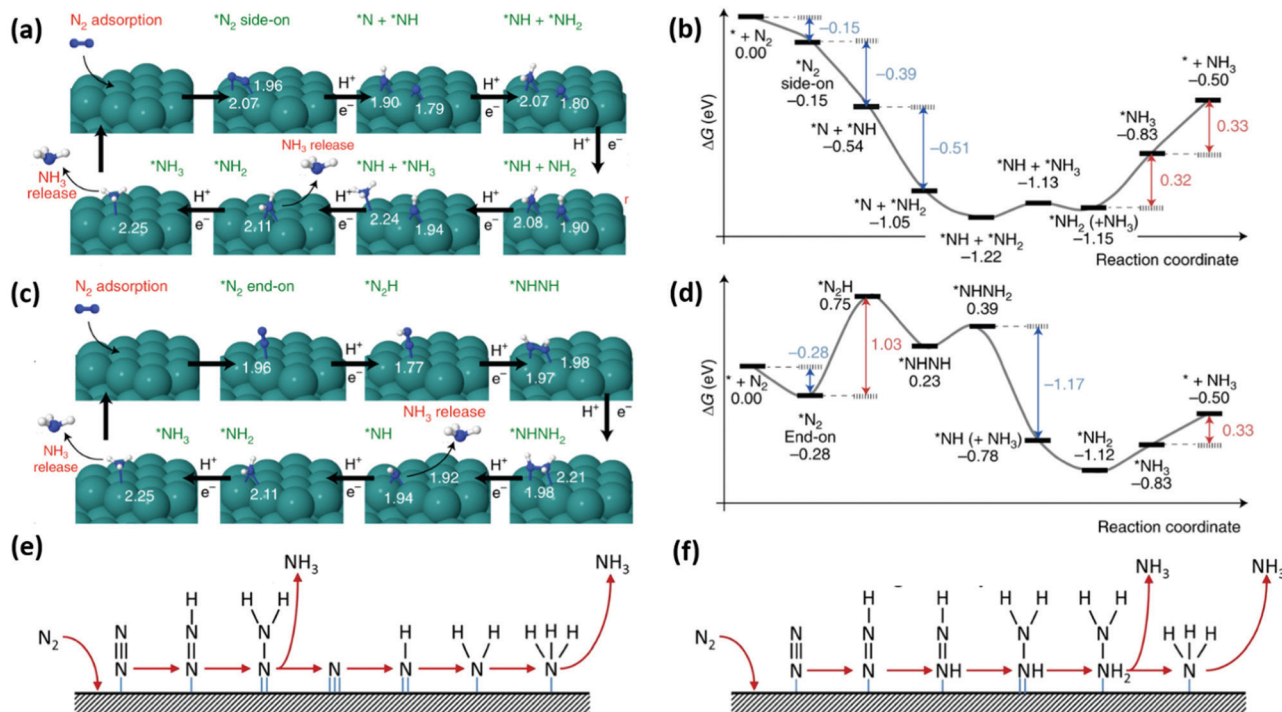 (a)
N₂ adsorption
*N₂ side-on
*N + *NH
*NH + *NH₂
1.96
2.07
H⁺
e⁻
1.90
1.79
H⁺
e⁻
2.07
1.80
NH₃ release
H⁺
e⁻
*NH₃
*NH₂
*NH + *NH₃
*NH + NH₂
NH₃
release
2.25
H⁺
e⁻
2.11
H⁺
e⁻
2.24
1.94
H⁺
e⁻
2.08
1.90
(b)
ΔG (eV)
* + N₂
0.00
−0.15
*N₂
side-on
−0.15
−0.39
*N + *NH
−0.54
−0.51
*N + *NH₂
−1.05
*NH + *NH₂
−1.22
*NH + *NH₃
−1.13
*NH₂ (+NH₃)
−1.15
0.32
*NH₃
−0.83
0.33
* + NH₃
−0.50
Reaction coordinate
(c)
N₂ adsorption
*N₂ end-on
*N₂H
*NHNH
1.96
H⁺
e⁻
1.77
H⁺
e⁻
1.98
1.97
NH₃ release
H⁺
e⁻
*NH₃
*NH₂
*NH
*NHNH₂
NH₃
release
2.25
H⁺
e⁻
2.11
H⁺
e⁻
1.92
1.94
H⁺
e⁻
2.21
1.98
(d)
ΔG (eV)
* + N₂
0.00
−0.28
*N₂
End-on
−0.28
*N₂H
0.75
1.03
*NHNH
0.23
*NHNH₂
0.39
−1.17
*NH (+ NH₃)
−0.78
*NH₂
−1.12
*NH₃
−0.83
0.33
* + NH₃
−0.50
Reaction coordinate
(e)
NH₃
NH₃
H
H H
N₂
N
N
N
H
H H
H H H
N
N
N
N
N
N
N
(f)
NH₃
NH₃
H
H
H H
H H
N₂
N
N
N
N
N
H H H
N
N
NH
NH
NH₂
N